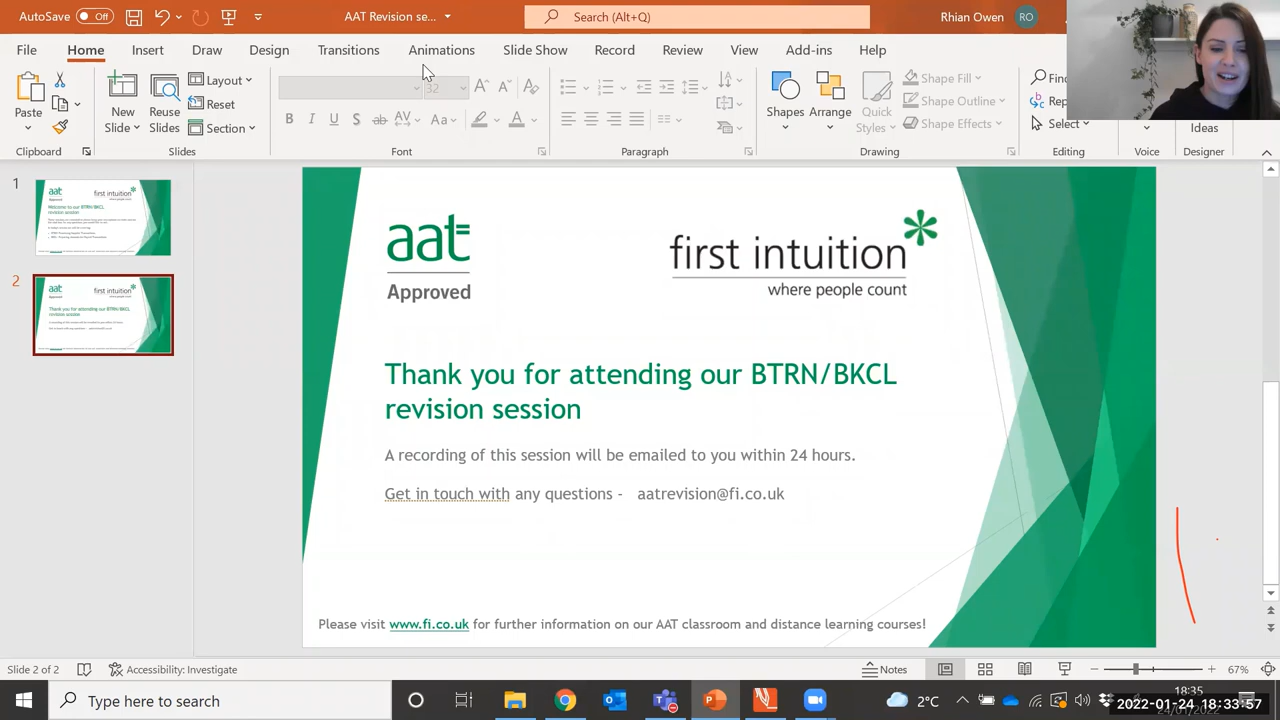 AutoSave Off AAT Revision se... Search (Alt+Q) Rhian Owen RO
File Home Insert Draw Design Transitions Animations Slide Show Record Review View Add-ins Help
Paste
Clipboard
New Slides
Reuse Slides
Layout
Reset
Section
Slides
Aa
Font
Paragraph
Shapes
Arrange
Quick Styles
Shape Fill
Shape Outline
Shape Effects
Drawing
Select
Editing
Voice
Ideas
Designer
1
2
aat
Approved
first intuition
where people count
Thank you for attending our BTRN/BKCL
revision session
A recording of this session will be emailed to you within 24 hours.
Get in touch with any questions - aatrevision@fi.co.uk
Please visit www.fi.co.uk for further information on our AAT classroom and distance learning courses!
Slide 2 of 2 Accessibility: Investigate Notes 67%
Type here to search 2°C 18:35
2022-01-24 18:33:57